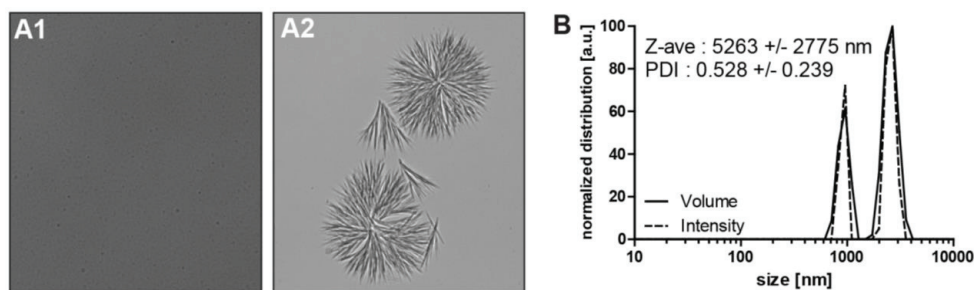 A1
A2
B
Z-ave : 5263 +/- 2775 nm
PDI : 0.528 +/- 0.239
normalized distribution [a.u.]
100
80
60
40
20
0
Volume
Intensity
10
100
1000
10000
size [nm]